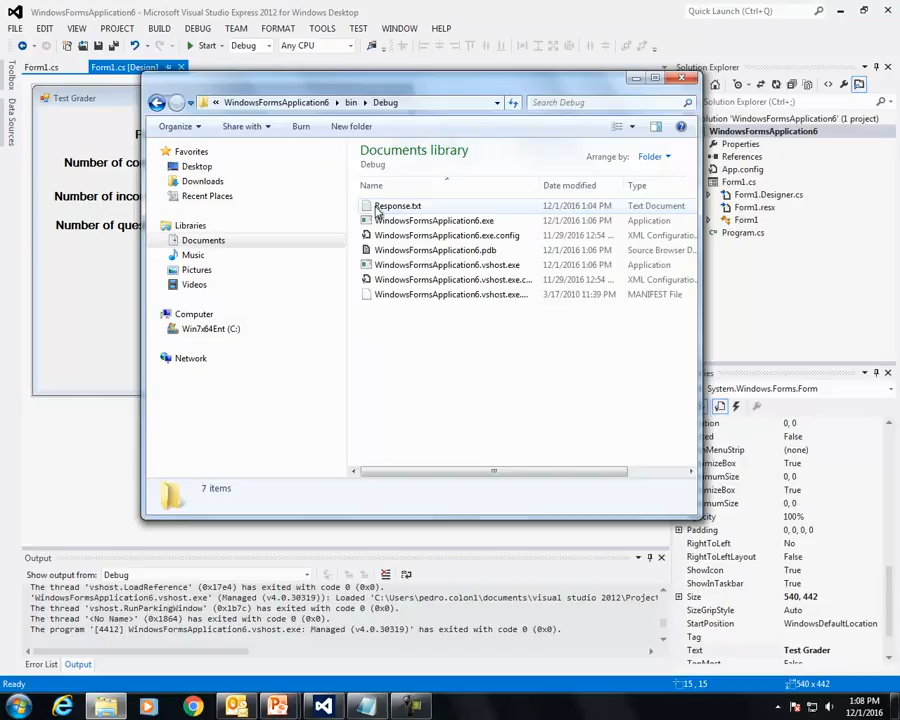 WindowsFormsApplication6 - Microsoft Visual Studio Express 2012 for Windows Desktop
Quick Launch (Ctrl+Q)
FILE EDIT VIEW PROJECT BUILD DEBUG TEAM FORMAT TOOLS TEST WINDOW HELP
Start Debug Any CPU
Form1.cs Form1.cs [Design]
Toolbox
Data Sources
Test Grader
Number of co
Number of inco
Number of ques
WindowsFormsApplication6 bin Debug
Search Debug
Organize Share with Burn New folder
Favorites
Desktop
Downloads
Recent Places
Libraries
Documents
Music
Pictures
Videos
Computer
Win7x64Ent (C:)
Network
Documents library
Debug
Arrange by: Folder
Name Date modified Type
Response.txt 12/1/2016 1:04 PM Text Document
WindowsFormsApplication6.exe 12/1/2016 1:06 PM Application
WindowsFormsApplication6.exe.config 11/29/2016 12:54 ... XML Configuratio...
WindowsFormsApplication6.pdb 12/1/2016 1:06 PM Source Browser D
WindowsFormsApplication6.vshost.exe 12/1/2016 1:06 PM Application
WindowsFormsApplication6.vshost.exe.c... 11/29/2016 12:54 ... XML Configuratio...
WindowsFormsApplication6.vshost.exe.... 3/17/2010 11:39 PM MANIFEST File
7 items
Solution Explorer
Search Solution Explorer (Ctrl+;)
olution 'WindowsFormsApplication6' (1 project)
WindowsFormsApplication6
Properties
References
App.config
Form1.cs
Form1.Designer.cs
Form1.resx
Form1
Program.cs
System.Windows.Forms.Form
0, 0
False
nMenuStrip (none)
imizeBox True
imumSize 0, 0
imizeBox True
imumSize 0, 0
100%
Padding 0, 0, 0, 0
RightToLeft No
RightToLeftLayout False
ShowIcon True
ShowInTaskbar True
Size 540, 442
SizeGripStyle Auto
StartPosition WindowsDefaultLocation
Tag
Text Test Grader
TopMost False
Output
Show output from: Debug
The thread 'vshost.LoadReference' (0x17e4) has exited with code 0 (0x0).
'WindowsFormsApplication6.vshost.exe' (Managed (v4.0.30319)): Loaded 'C:\Users\pedro.colon1\documents\visual studio 2012\Project
The thread 'vshost.RunParkingWindow' (0x1b7c) has exited with code 0 (0x0).
The thread '<No Name>' (0x1864) has exited with code 0 (0x0).
The program '[4412] WindowsFormsApplication6.vshost.exe: Managed (v4.0.30319)' has exited with code 0 (0x0).
Error List Output
Ready
15 , 15
540 x 442
1:08 PM
12/1/2016